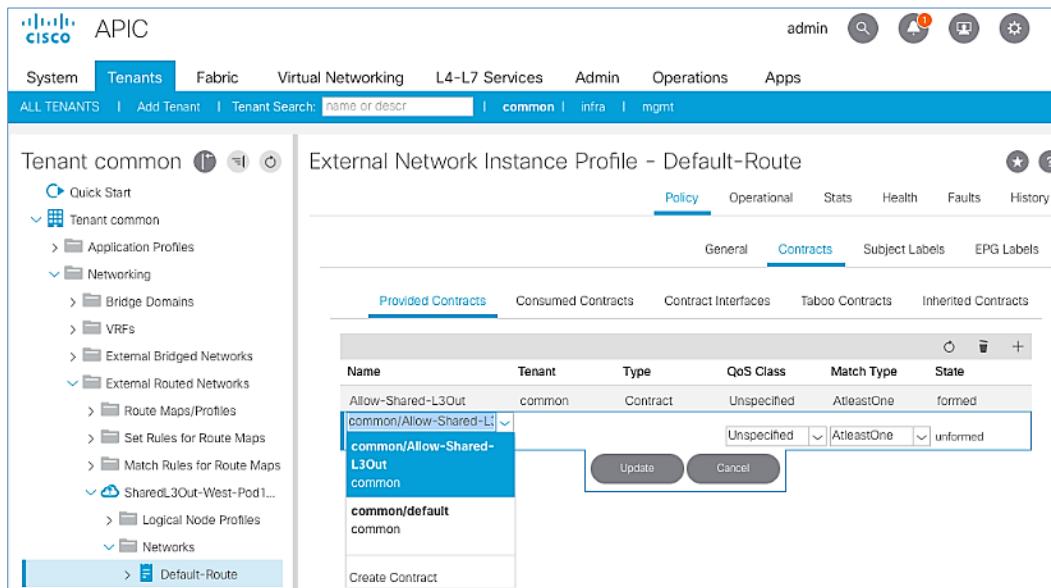 cisco APIC admin 1
System Tenants Fabric Virtual Networking L4-L7 Services Admin Operations Apps
ALL TENANTS | Add Tenant | Tenant Search: name or descr | common | infra | mgmt
Tenant common
Quick Start
Tenant common
Application Profiles
Networking
Bridge Domains
VRFs
External Bridged Networks
External Routed Networks
Route Maps/Profiles
Set Rules for Route Maps
Match Rules for Route Maps
SharedL3Out-West-Pod1...
Logical Node Profiles
Networks
Default-Route
External Network Instance Profile - Default-Route
Policy Operational Stats Health Faults History
General Contracts Subject Labels EPG Labels
Provided Contracts Consumed Contracts Contract Interfaces Taboo Contracts Inherited Contracts
Name Tenant Type QoS Class Match Type State
Allow-Shared-L3Out common Contract Unspecified AtleastOne formed
common/Allow-Shared-L3 Unspecified AtleastOne unformed
Update Cancel
common/Allow-Shared-
L3Out
common
common/default
common
Create Contract